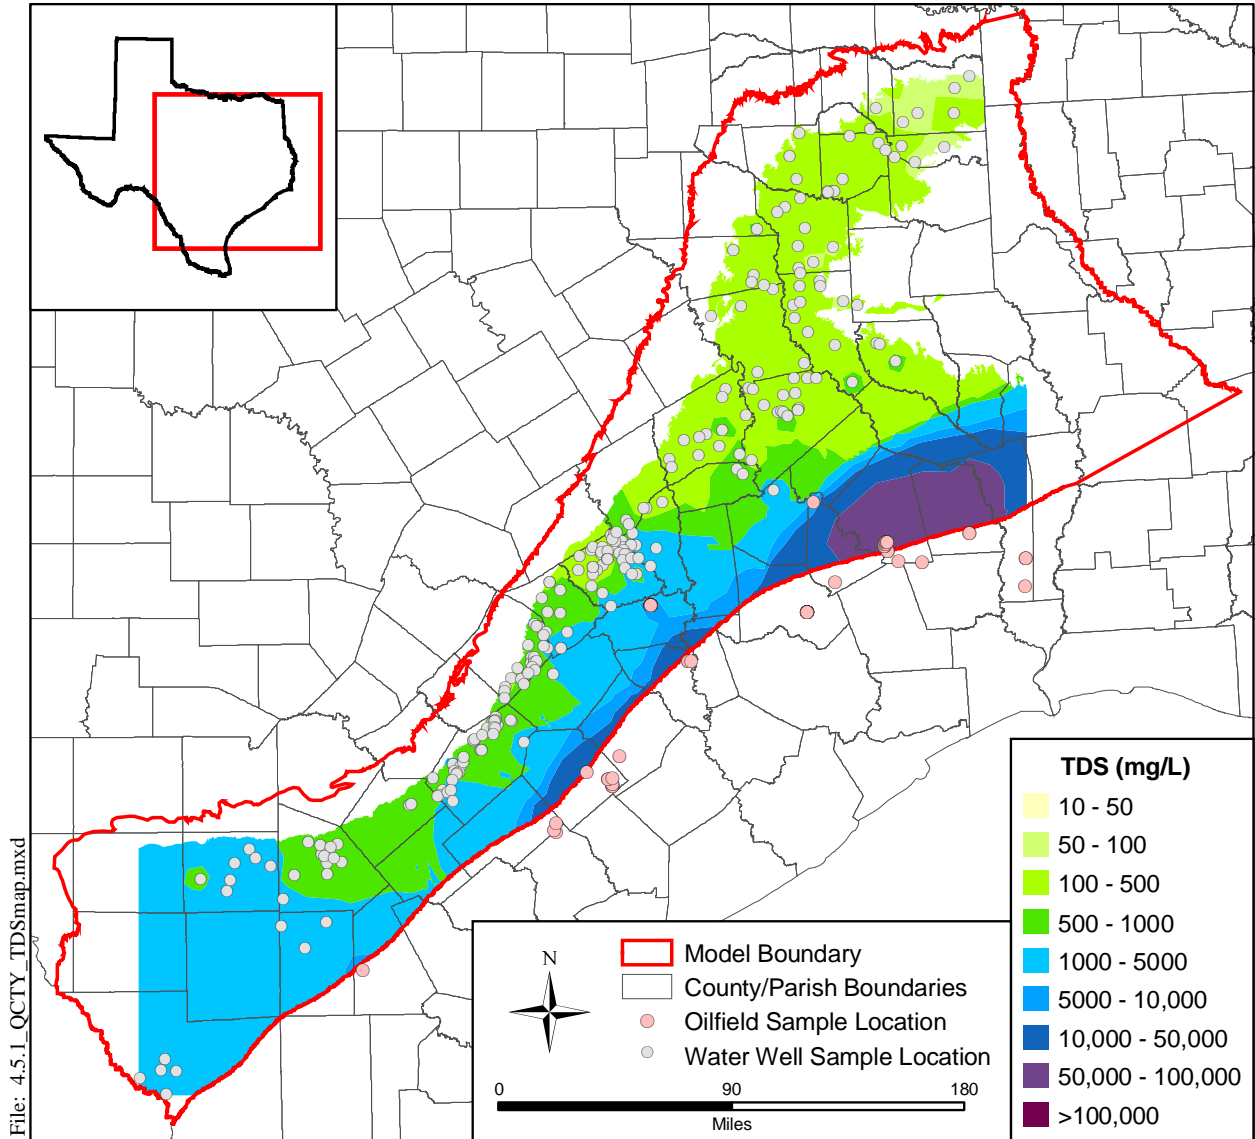 File: 4.5.1_QCTY_TDSmap.mxd
N
Model Boundary
County/Parish Boundaries
Oilfield Sample Location
Water Well Sample Location
0 90 180
Miles
TDS (mg/L)
10 - 50
50 - 100
100 - 500
500 - 1000
1000 - 5000
5000 - 10,000
10,000 - 50,000
50,000 - 100,000
>100,000